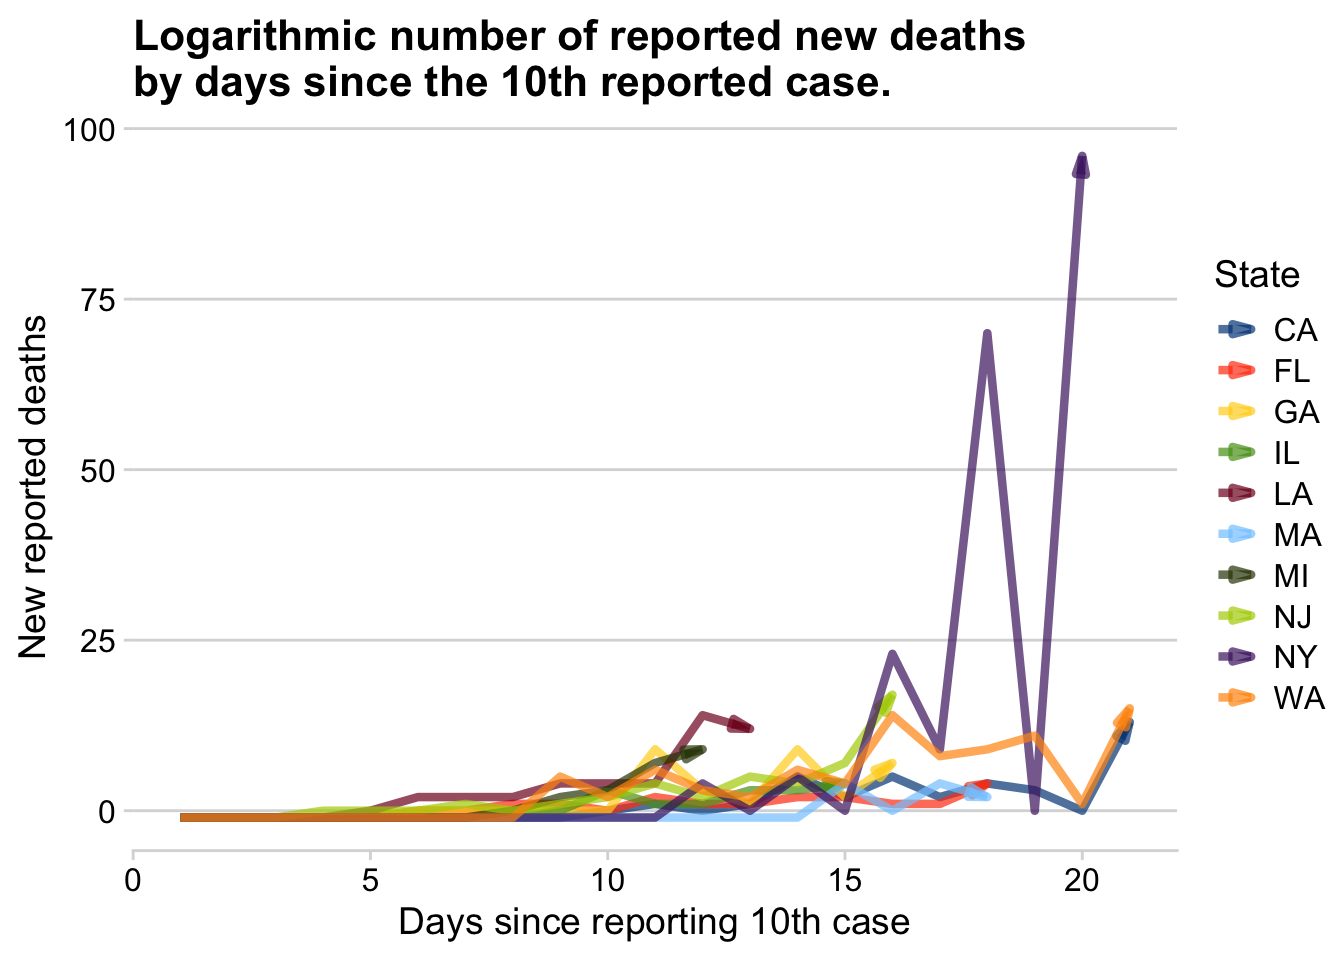 Logarithmic number of reported new deaths
by days since the 10th reported case.
100
75
50
25
0
New reported deaths
0 5 10 15 20
Days since reporting 10th case
State
CA
FL
GA
IL
LA
MA
MI
NJ
NY
WA